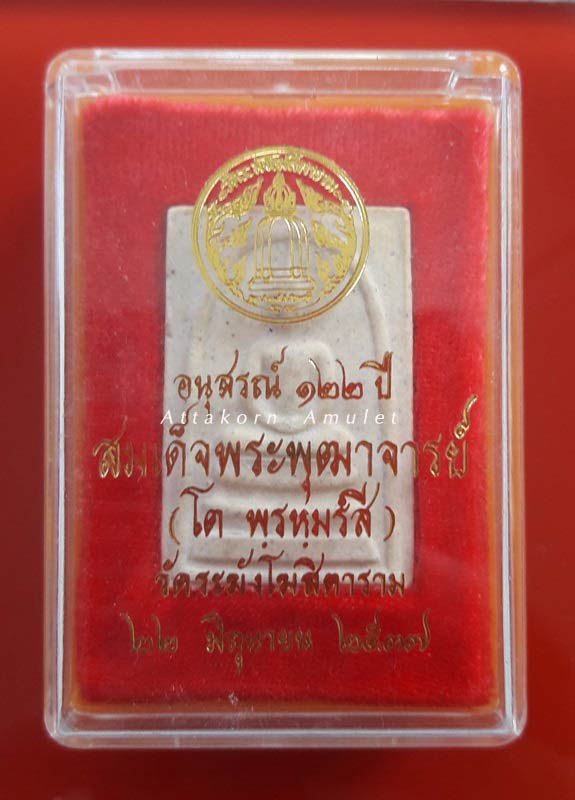 อนุสรณ์ ๑๒๒ ปี
Attakorn Amulet
สมเด็จพระพุฒาจารย์
(โต พฺรหฺมรํสี)
วัดระฆังโฆสิตาราม
๒๒ มิถุนายน ๒๕๓๗